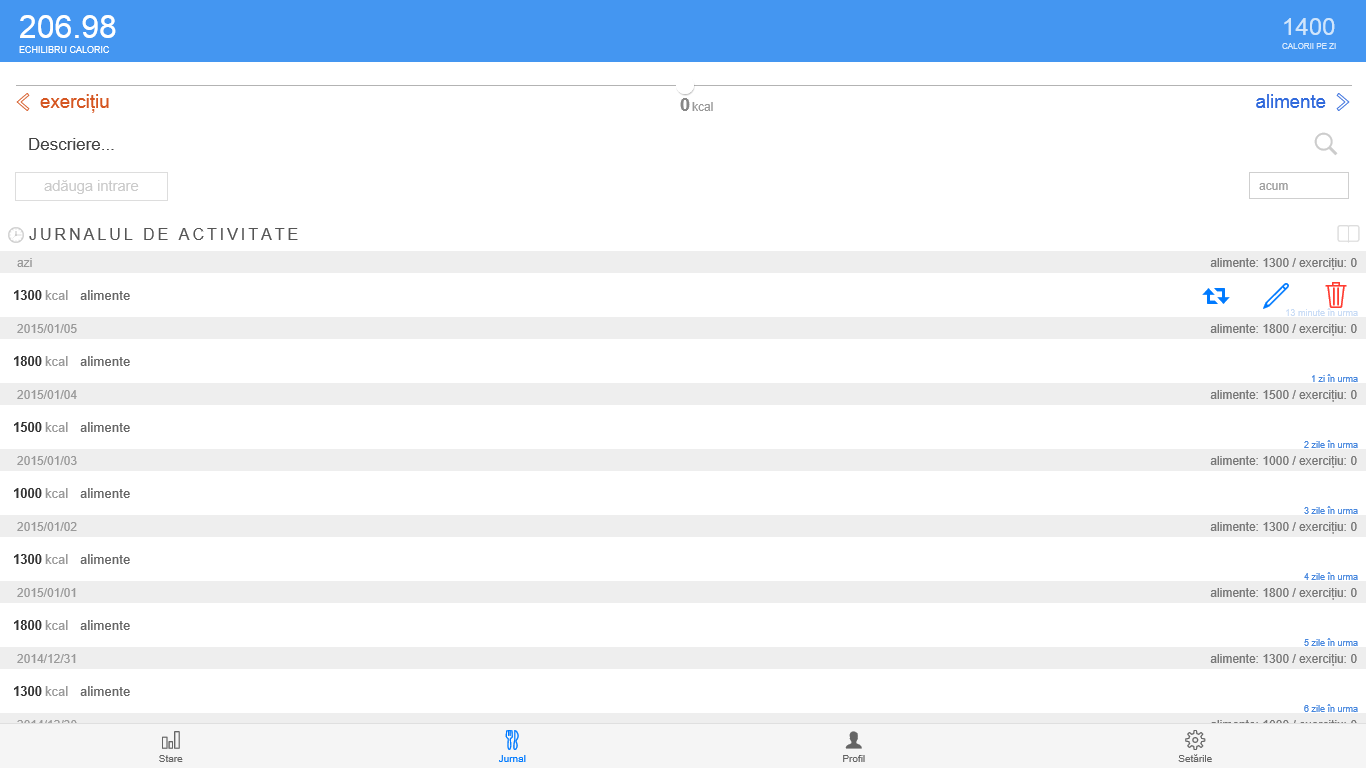 206.98
ECHILIBRU CALORIC
1400
CALORII PE ZI
exercițiu
0 kcal
alimente
Descriere...
adăuga intrare
acum
JURNALUL DE ACTIVITATE
azi alimente: 1300 / exercițiu: 0
1300 kcal alimente
13 minute în urma
2015/01/05 alimente: 1800 / exercițiu: 0
1800 kcal alimente
1 zi în urma
2015/01/04 alimente: 1500 / exercițiu: 0
1500 kcal alimente
2 zile în urma
2015/01/03 alimente: 1000 / exercițiu: 0
1000 kcal alimente
3 zile în urma
2015/01/02 alimente: 1300 / exercițiu: 0
1300 kcal alimente
4 zile în urma
2015/01/01 alimente: 1800 / exercițiu: 0
1800 kcal alimente
5 zile în urma
2014/12/31 alimente: 1300 / exercițiu: 0
1300 kcal alimente
6 zile în urma
Stare
Jurnal
Profil
Setările